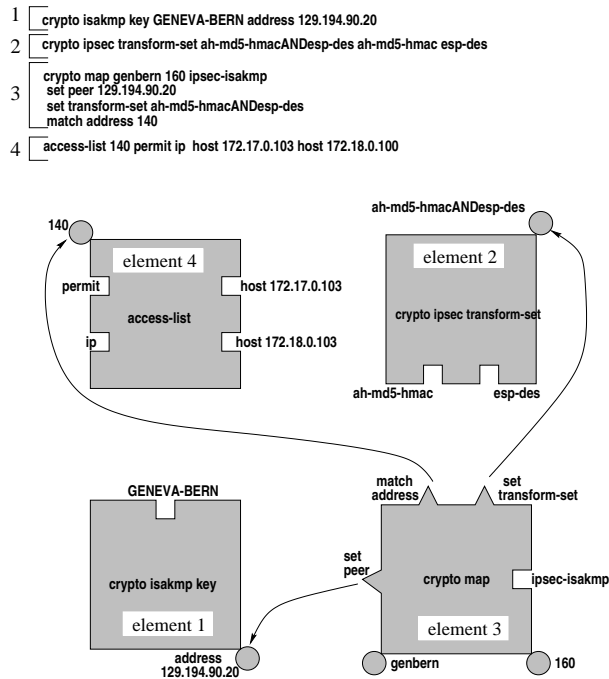 1 crypto isakmp key GENEVA-BERN address 129.194.90.20
2 crypto ipsec transform-set ah-md5-hmacANDesp-des ah-md5-hmac esp-des
3
crypto map genbern 160 ipsec-isakmp
set peer 129.194.90.20
set transform-set ah-md5-hmacANDesp-des
match address 140
4 access-list 140 permit ip host 172.17.0.103 host 172.18.0.100
140
element 4
permit
host 172.17.0.103
access-list
ip
host 172.18.0.103
ah-md5-hmacANDesp-des
element 2
crypto ipsec transform-set
ah-md5-hmac
esp-des
GENEVA-BERN
crypto isakmp key
element 1
address
129.194.90.20
match
address
set
transform-set
set
peer
crypto map
ipsec-isakmp
element 3
genbern
160